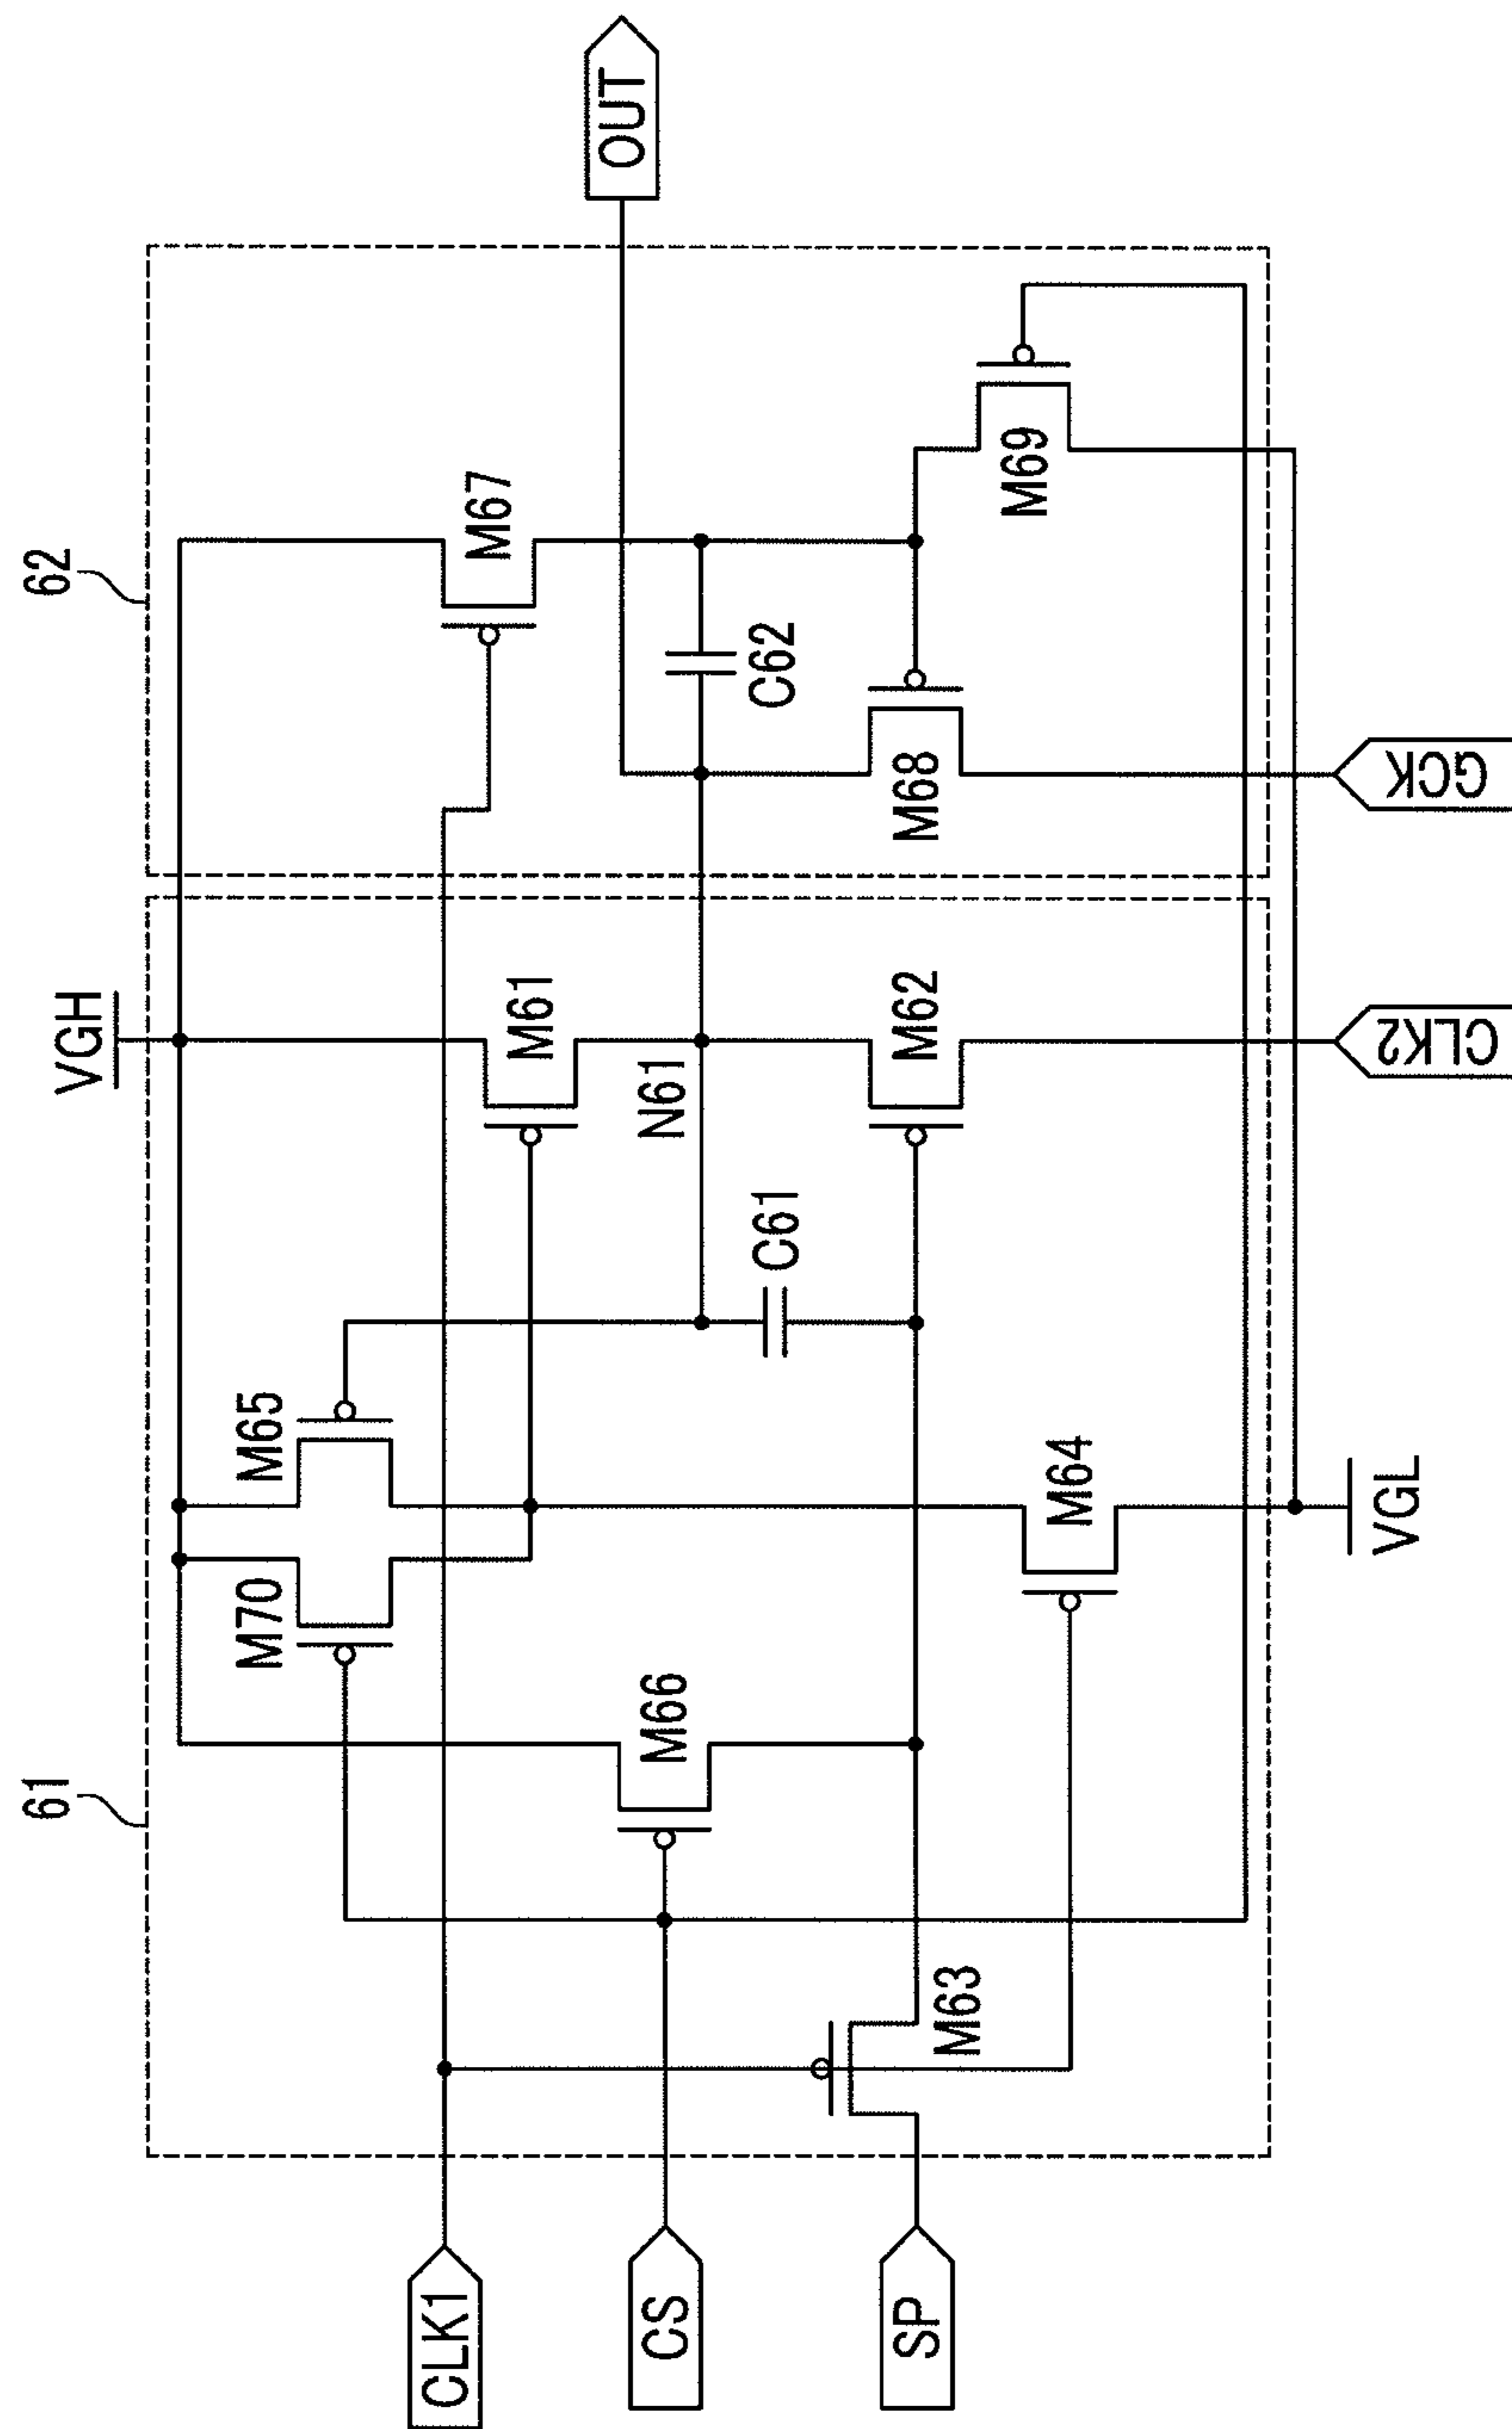 61
62
VGH
CLK1
CS
SP
M70
M65
M66
M63
M64
C61
N61
M61
M62
M67
C62
M68
M69
OUT
VGL
CLK2
GCK